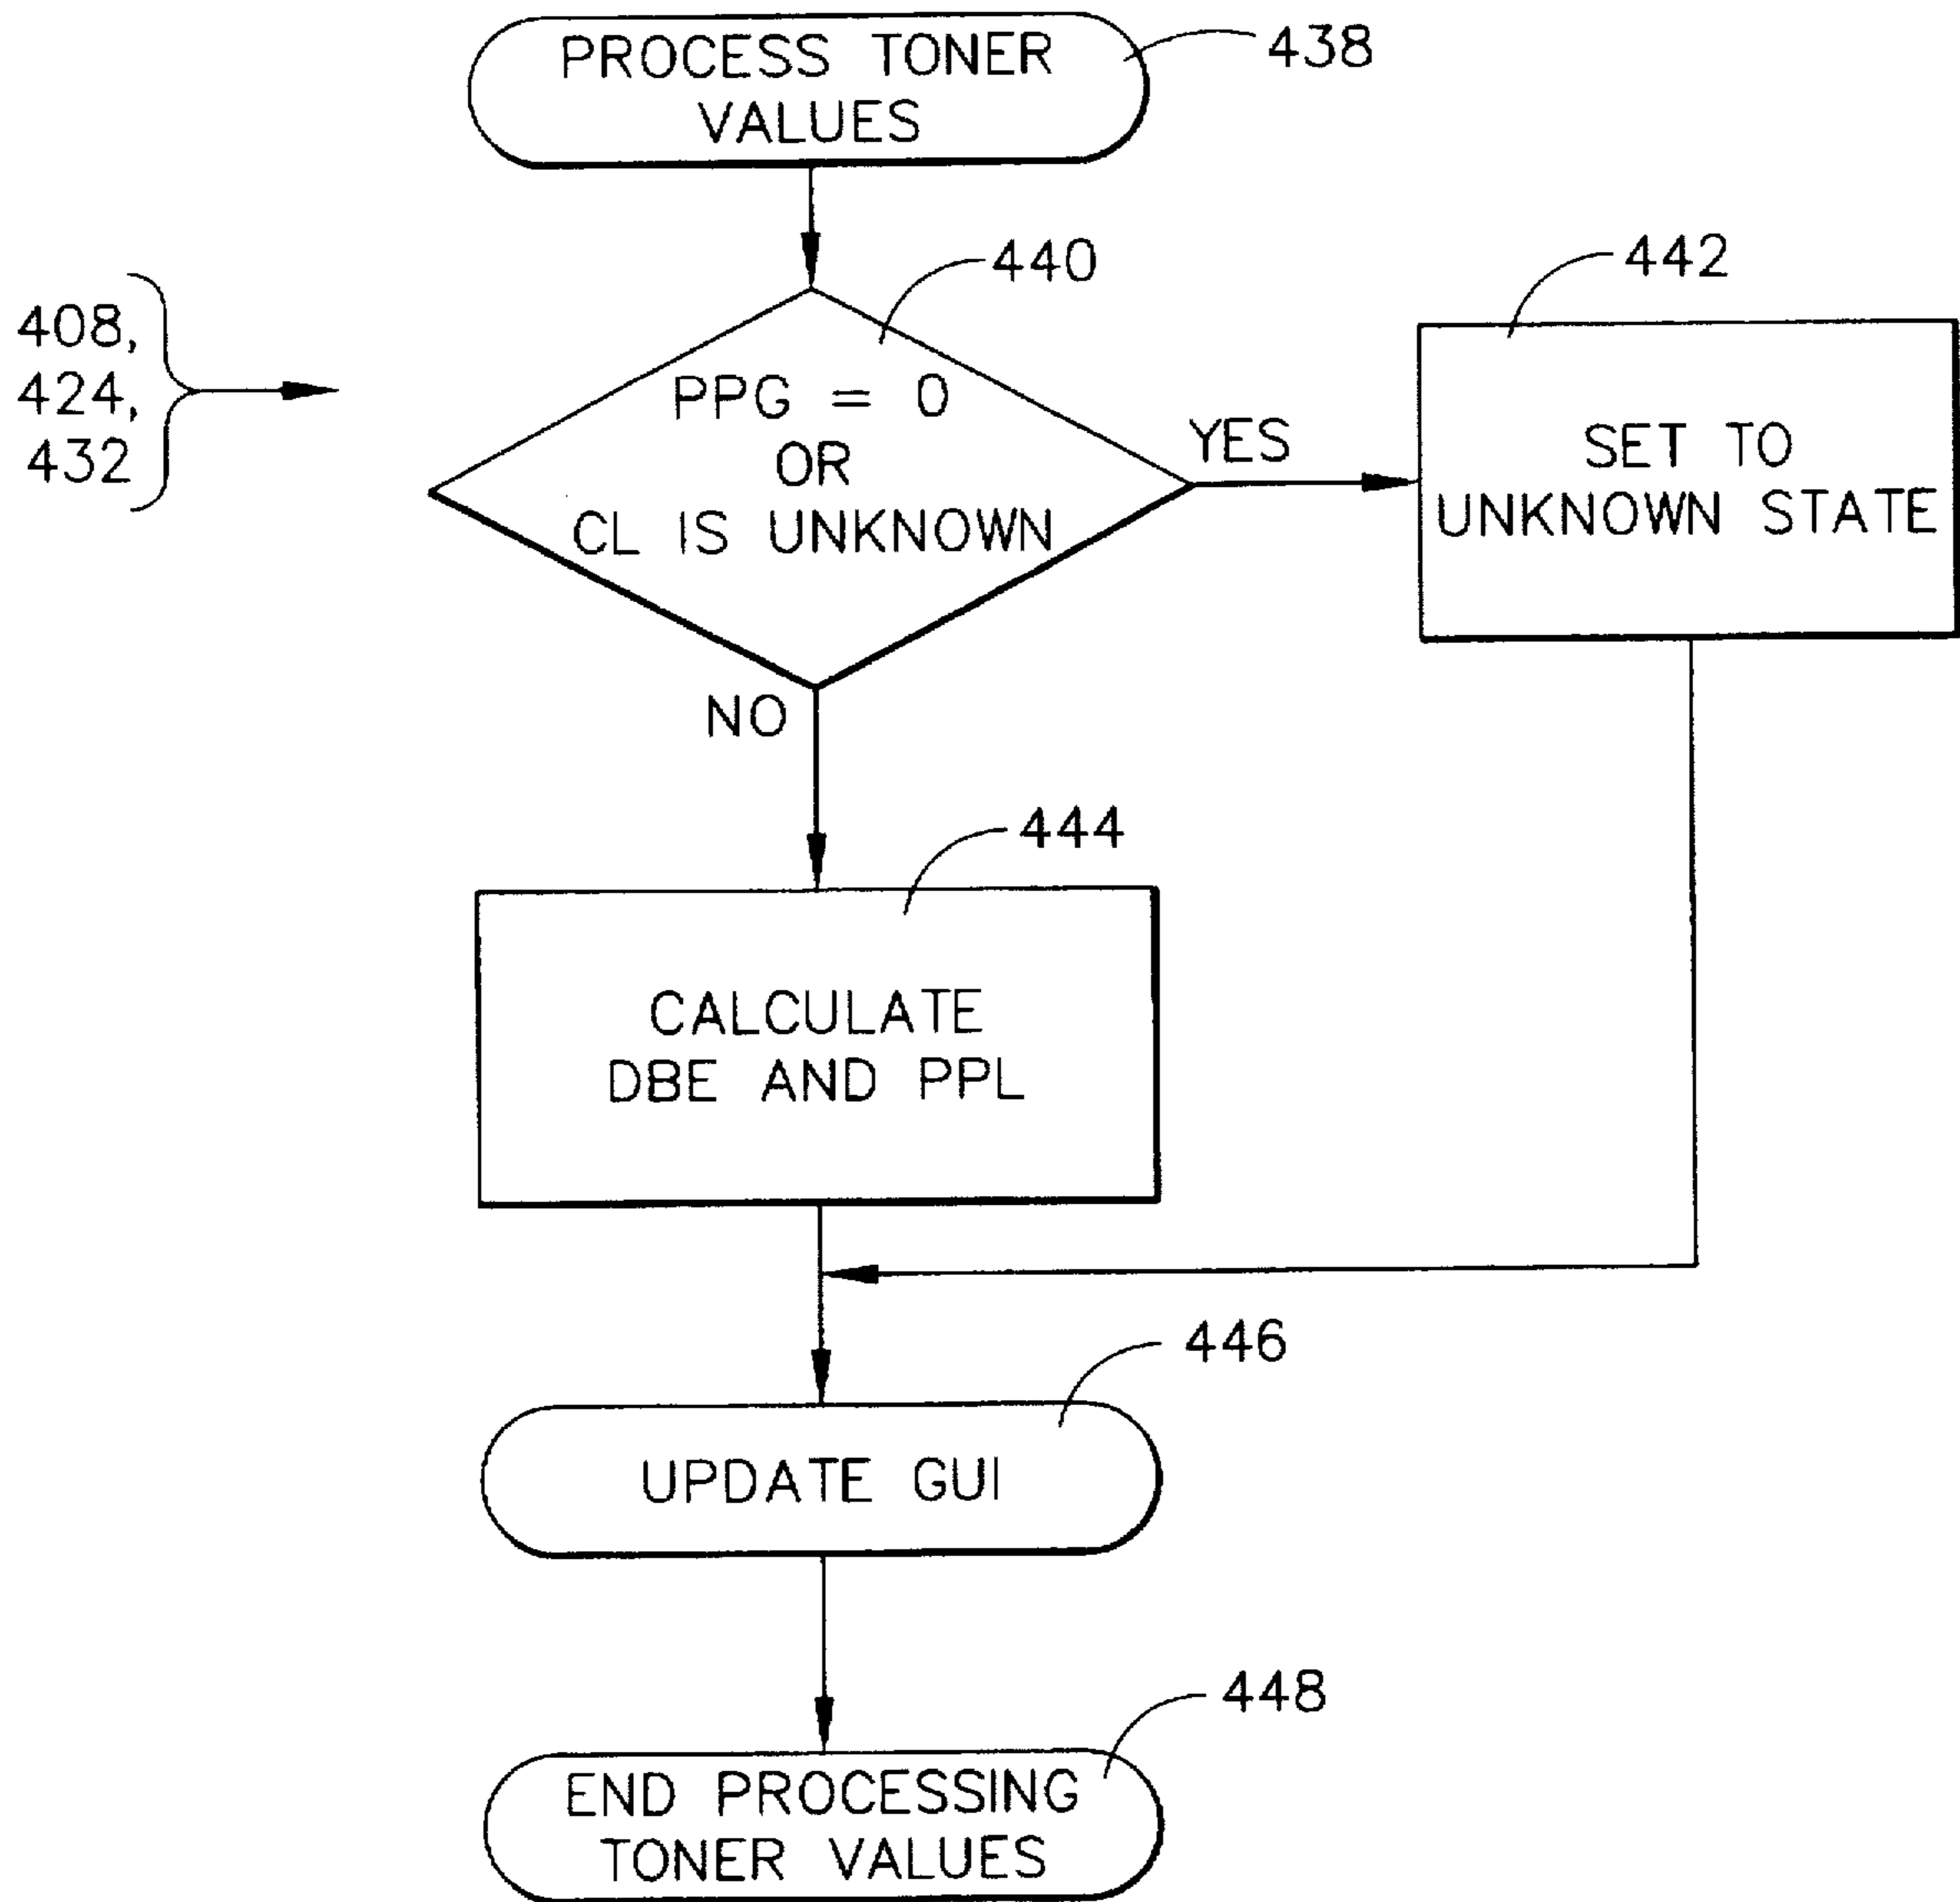 PROCESS TONER
VALUES
438
440
442
408,
424,
432
PPG = 0
OR
CL IS UNKNOWN
YES
SET TO
UNKNOWN STATE
NO
444
CALCULATE
DBE AND PPL
446
UPDATE GUI
448
END PROCESSING
TONER VALUES